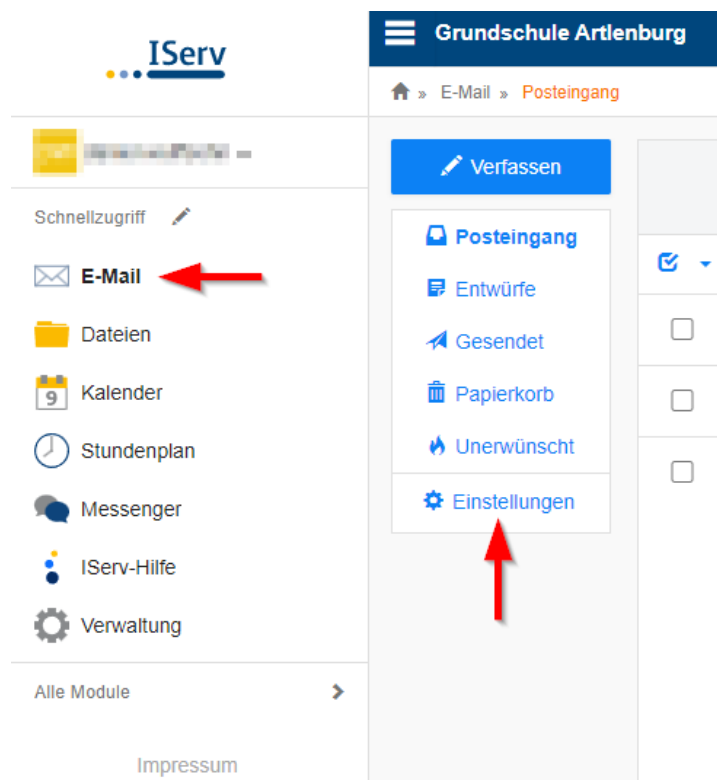 IServ
Schnellzugriff
E-Mail
Dateien
9
Kalender
Stundenplan
Messenger
IServ-Hilfe
Verwaltung
Alle Module
Impressum
Grundschule Artlenburg
» E-Mail » Posteingang
Verfassen
Posteingang
Entwürfe
Gesendet
Papierkorb
Unerwünscht
Einstellungen